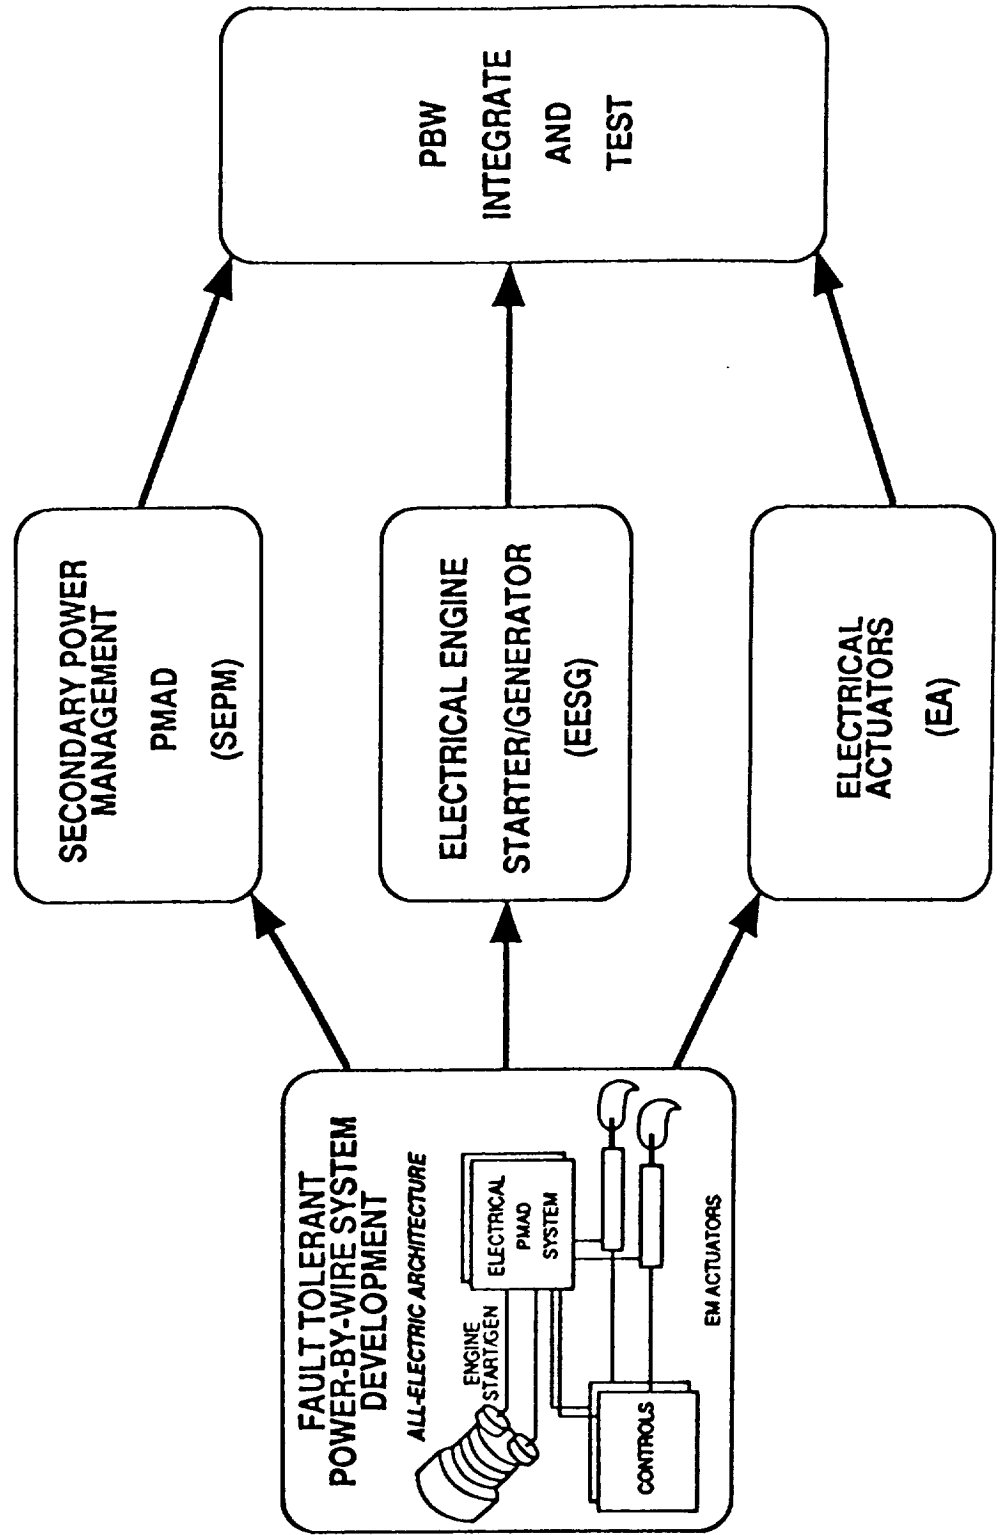 FAULT TOLERANT
POWER-BY-WIRE SYSTEM
DEVELOPMENT
ALL-ELECTRIC ARCHITECTURE
ENGINE
START/GEN
ELECTRICAL
PMAD
SYSTEM
CONTROLS
EM ACTUATORS
SECONDARY POWER
MANAGEMENT
PMAD
(SEPM)
ELECTRICAL ENGINE
STARTER/GENERATOR
(EESG)
ELECTRICAL
ACTUATORS
(EA)
PBW
INTEGRATE
AND
TEST